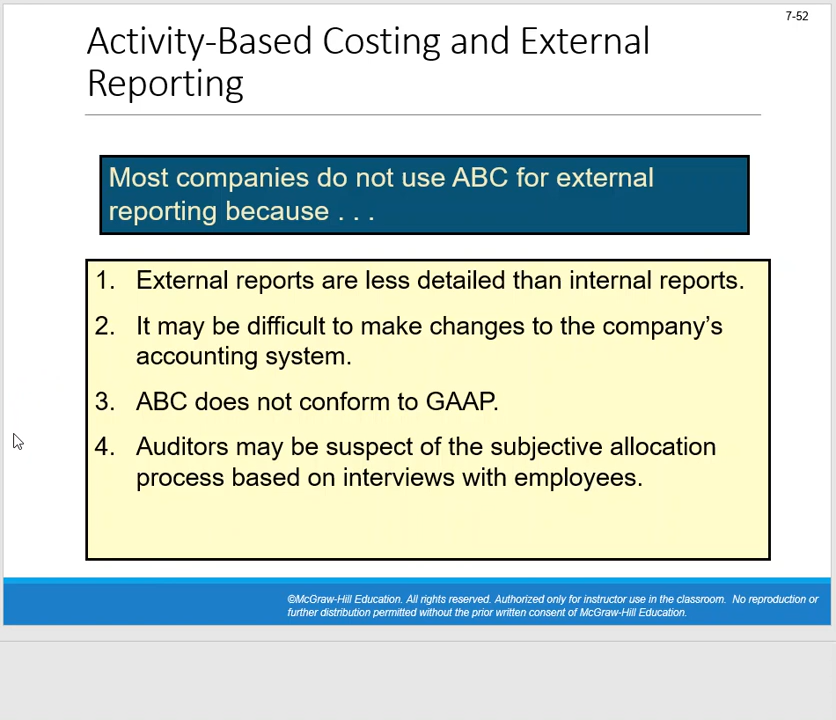 7-52
Activity-Based Costing and External
Reporting
Most companies do not use ABC for external
reporting because . . .
1. External reports are less detailed than internal reports.
2. It may be difficult to make changes to the company’s
accounting system.
3. ABC does not conform to GAAP.
4. Auditors may be suspect of the subjective allocation
process based on interviews with employees.
©McGraw-Hill Education. All rights reserved. Authorized only for instructor use in the classroom. No reproduction or
further distribution permitted without the prior written consent of McGraw-Hill Education.